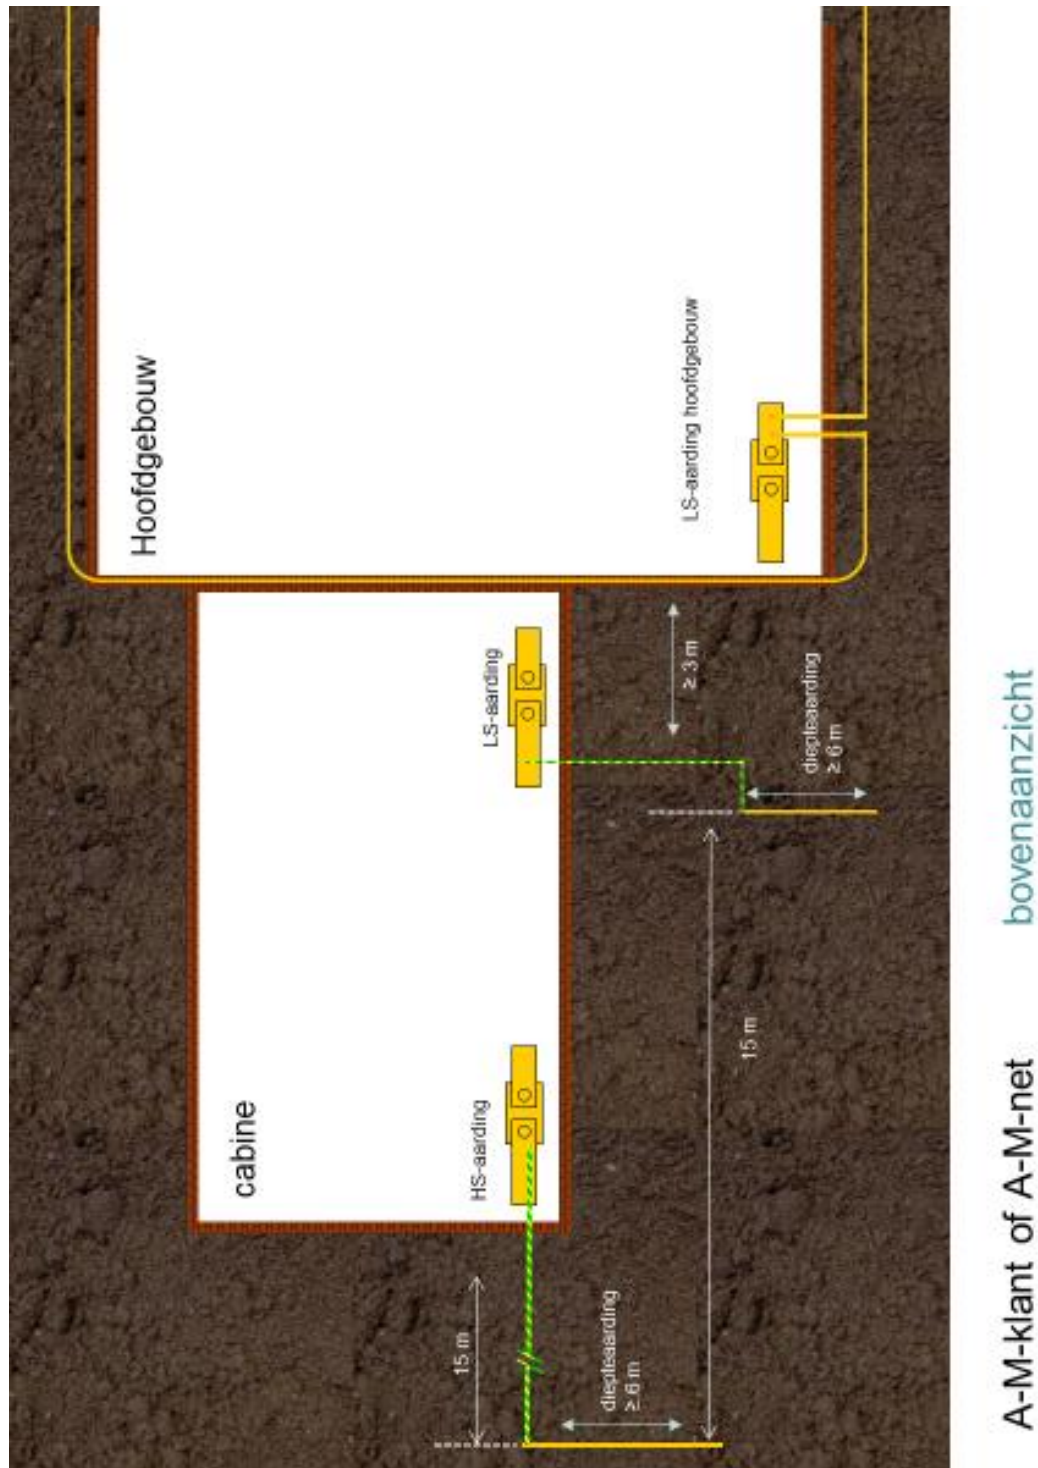 Hoofdgebouw
LS-aarding hoofdgebouw
LS-aarding
≥ 3 m
diepteaarding
≥ 6 m
cabine
HS-aarding
15 m
15 m
diepteaarding
≥ 6 m
A-M-klant of A-M-net
bovenaanzicht